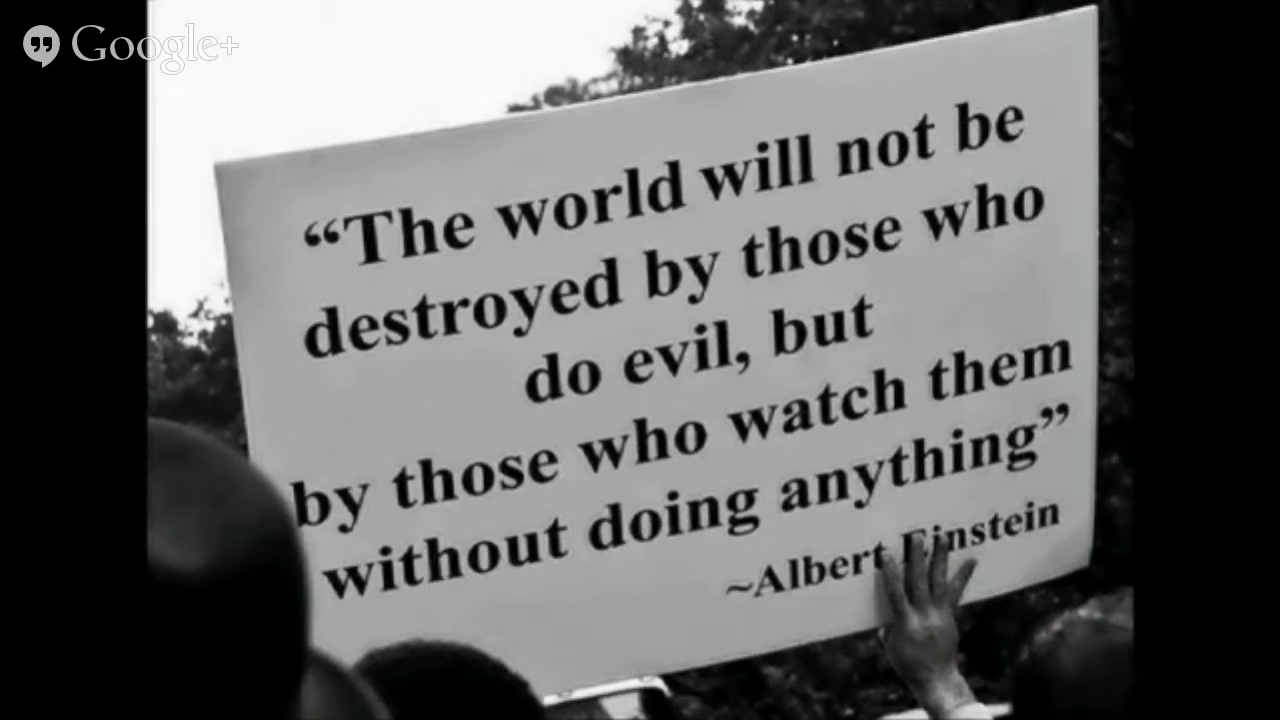 Google+
“The world will not be
destroyed by those who
do evil, but
by those who watch them
without doing anything”
~Albert Einstein